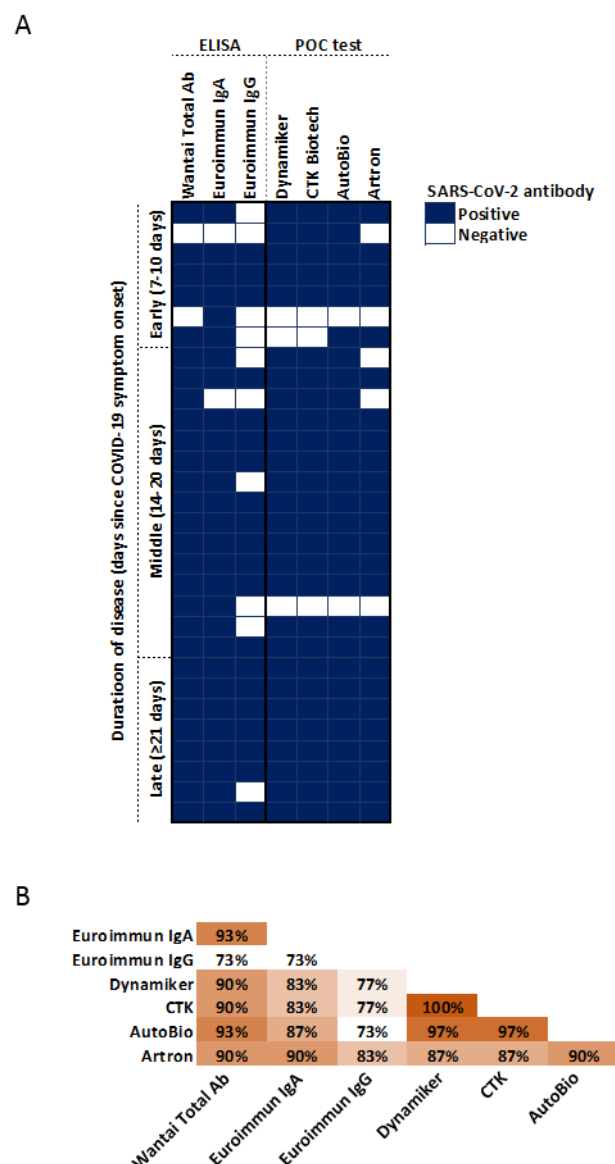 A
ELISA
POC test
Wantai Total Ab
Euroimmun IgA
Euroimmun IgG
Dynamiker
CTK Biotech
AutoBio
Artron
SARS-CoV-2 antibody
Positive
Negative
Duratioon of disease (days since COVID-19 symptom onset)
Early (7-10 days)
Middle (14-20 days)
Late (≥21 days)
B
Euroimmun IgA 93%
Euroimmun IgG 73% 73%
Dynamiker 90% 83% 77%
CTK 90% 83% 77% 100%
AutoBio 93% 87% 73% 97% 97%
Artron 90% 90% 83% 87% 87% 90%
Wantai Total Ab
Euroimmun IgA
Euroimmun IgG
Dynamiker
CTK
AutoBio